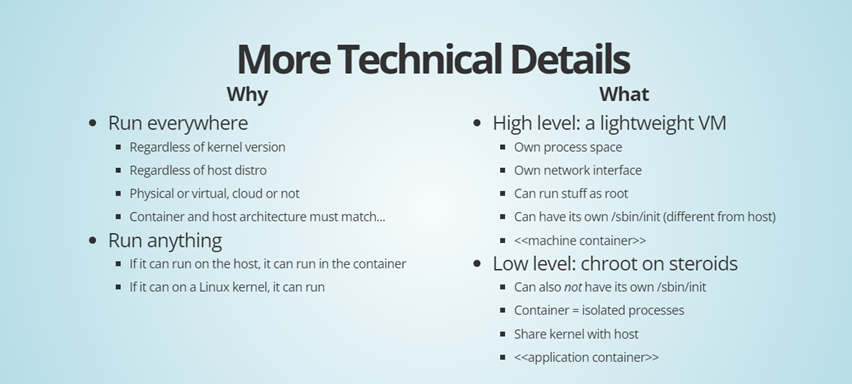 More Technical Details
Why
Run everywhere
Regardless of kernel version
Regardless of host distro
Physical or virtual, cloud or not
Container and host architecture must match...
Run anything
If it can run on the host, it can run in the container
If it can on a Linux kernel, it can run
What
High level: a lightweight VM
Own process space
Own network interface
Can run stuff as root
Can have its own /sbin/init (different from host)
<<machine container>>
Low level: chroot on steroids
Can also not have its own /sbin/init
Container = isolated processes
Share kernel with host
<<application container>>